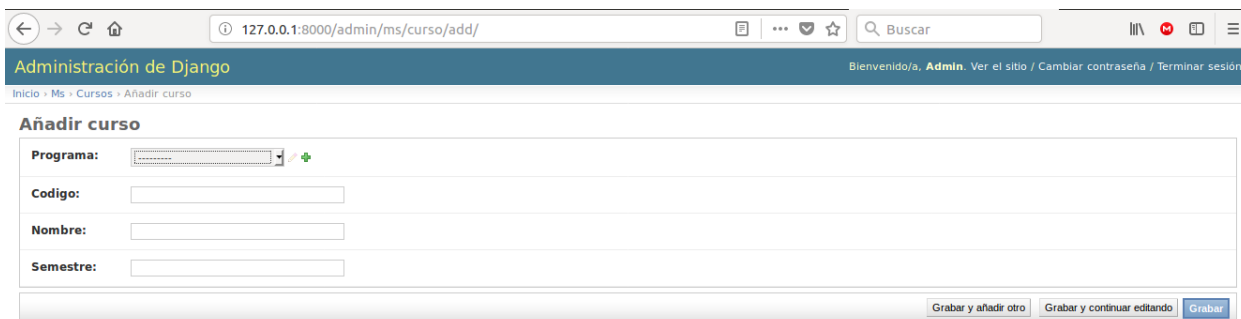 127.0.0.1:8000/admin/ms/curso/add/
Buscar
Administración de Django
Bienvenido/a, Admin. Ver el sitio / Cambiar contraseña / Terminar sesión
Inicio › Ms › Cursos › Añadir curso
Añadir curso
Programa: ---------
Codigo:
Nombre:
Semestre:
Grabar y añadir otro Grabar y continuar editando Grabar